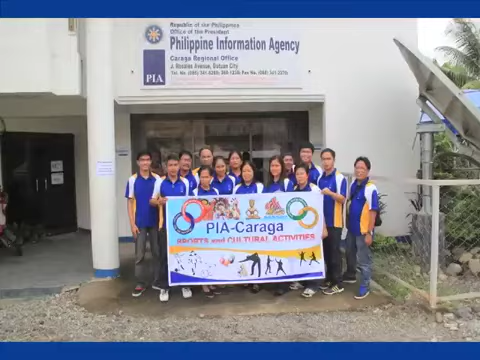 Republic of the Philippines
Office of the President
Philippine Information Agency
Caraga Regional Office
J. Rosales Avenue, Butuan City
PIA
PIA-Caraga
SPORTS and CULTURAL ACTIVITIES